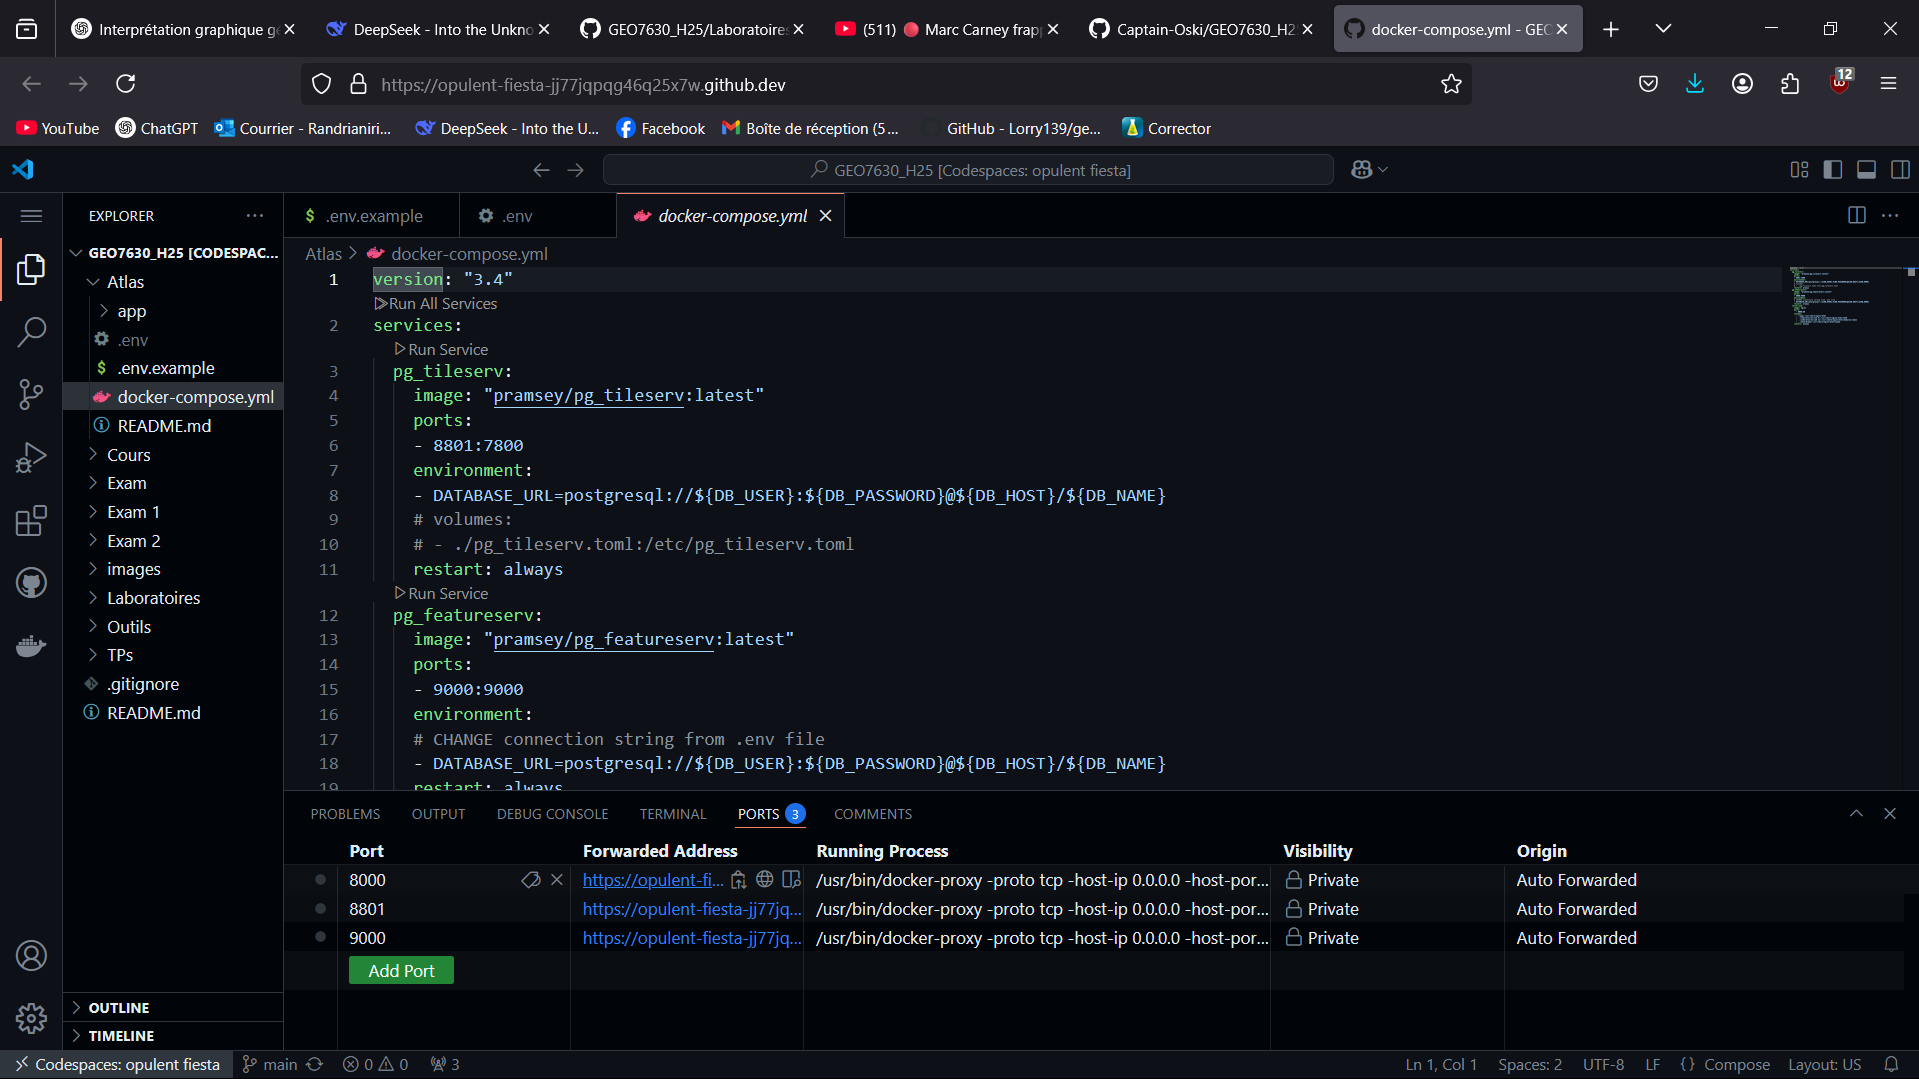 Interprétation graphique gé
DeepSeek - Into the Unkno
GEO7630_H25/Laboratoires
(511) 🔴 Marc Carney frapp
Captain-Oski/GEO7630_H2
docker-compose.yml - GEO
https://opulent-fiesta-jj77jqpqg46q25x7w.github.dev
12
YouTube
ChatGPT
Courrier - Randrianiri...
DeepSeek - Into the U...
Facebook
Boîte de réception (5 ...
GitHub - Lorry139/ge...
Corrector
GEO7630_H25 [Codespaces: opulent fiesta]
EXPLORER
GEO7630_H25 [CODESPAC...
Atlas
app
.env
.env.example
docker-compose.yml
README.md
Cours
Exam
Exam 1
Exam 2
images
Laboratoires
Outils
TPs
.gitignore
README.md
OUTLINE
TIMELINE
.env.example
.env
docker-compose.yml
Atlas > docker-compose.yml
1 version: "3.4"
Run All Services
2 services:
Run Service
3 pg_tileserv:
4 image: "pramsey/pg_tileserv:latest"
5 ports:
6 - 8801:7800
7 environment:
8 - DATABASE_URL=postgresql://${DB_USER}:${DB_PASSWORD}@${DB_HOST}/${DB_NAME}
9 # volumes:
10 # - ./pg_tileserv.toml:/etc/pg_tileserv.toml
11 restart: always
Run Service
12 pg_featureserv:
13 image: "pramsey/pg_featureserv:latest"
14 ports:
15 - 9000:9000
16 environment:
17 # CHANGE connection string from .env file
18 - DATABASE_URL=postgresql://${DB_USER}:${DB_PASSWORD}@${DB_HOST}/${DB_NAME}
19 restart: always
PROBLEMS OUTPUT DEBUG CONSOLE TERMINAL PORTS 3 COMMENTS
Port Forwarded Address Running Process Visibility Origin
8000 https://opulent-fi... /usr/bin/docker-proxy -proto tcp -host-ip 0.0.0.0 -host-por... Private Auto Forwarded
8801 https://opulent-fiesta-jj77jq... /usr/bin/docker-proxy -proto tcp -host-ip 0.0.0.0 -host-por... Private Auto Forwarded
9000 https://opulent-fiesta-jj77jq... /usr/bin/docker-proxy -proto tcp -host-ip 0.0.0.0 -host-por... Private Auto Forwarded
Add Port
Codespaces: opulent fiesta main 0 0 3 Ln 1, Col 1 Spaces: 2 UTF-8 LF {} Compose Layout: US